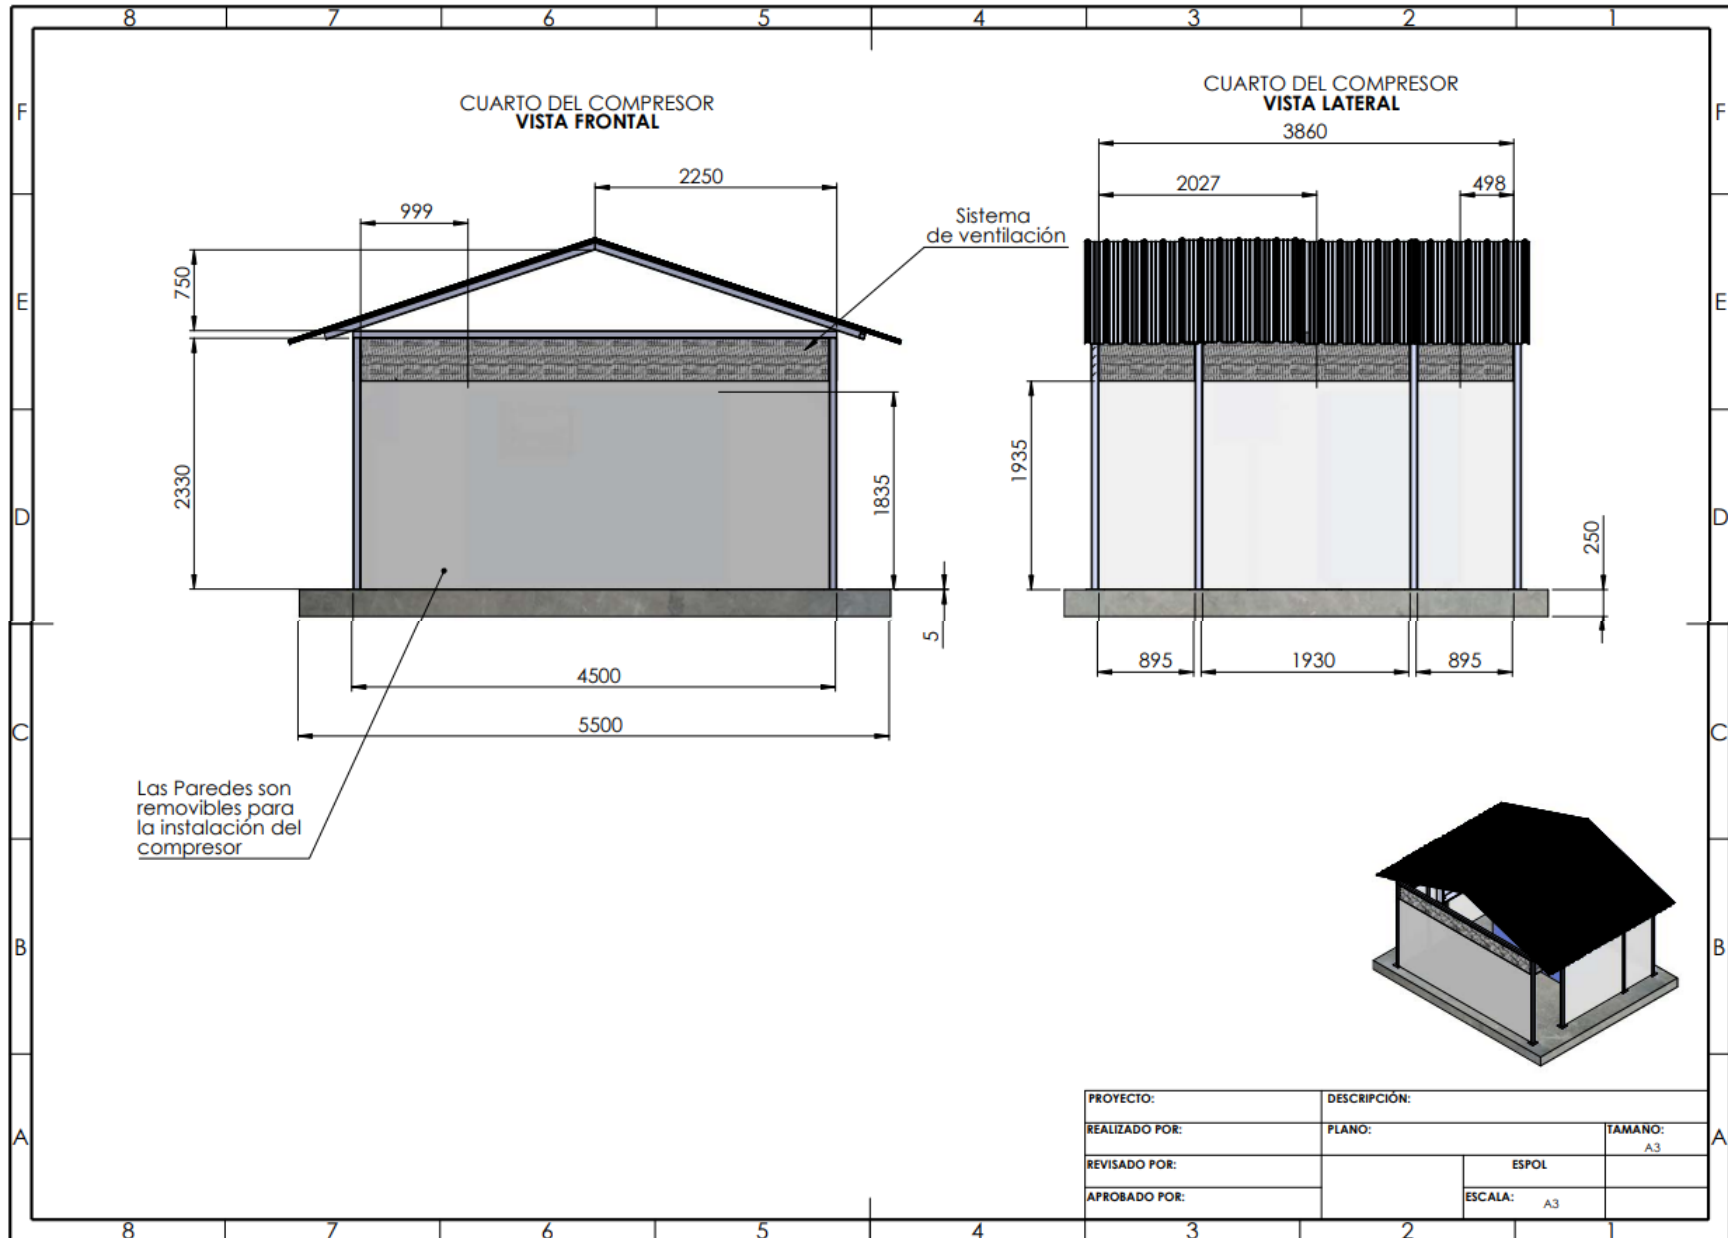 8 7 6 5 4 3 2 1
F F
E E
D D
C C
B B
A A
CUARTO DEL COMPRESOR
VISTA FRONTAL
2250
999
750
2330
1835
5
4500
5500
Sistema
de ventilación
Las Paredes son
removibles para
la instalación del
compresor
CUARTO DEL COMPRESOR
VISTA LATERAL
3860
2027
498
1935
250
895 1930 895
PROYECTO: DESCRIPCIÓN:
REALIZADO POR: PLANO: TAMAÑO:
A3
REVISADO POR: ESPOL
APROBADO POR: ESCALA: A3
8 7 6 5 4 3 2 1